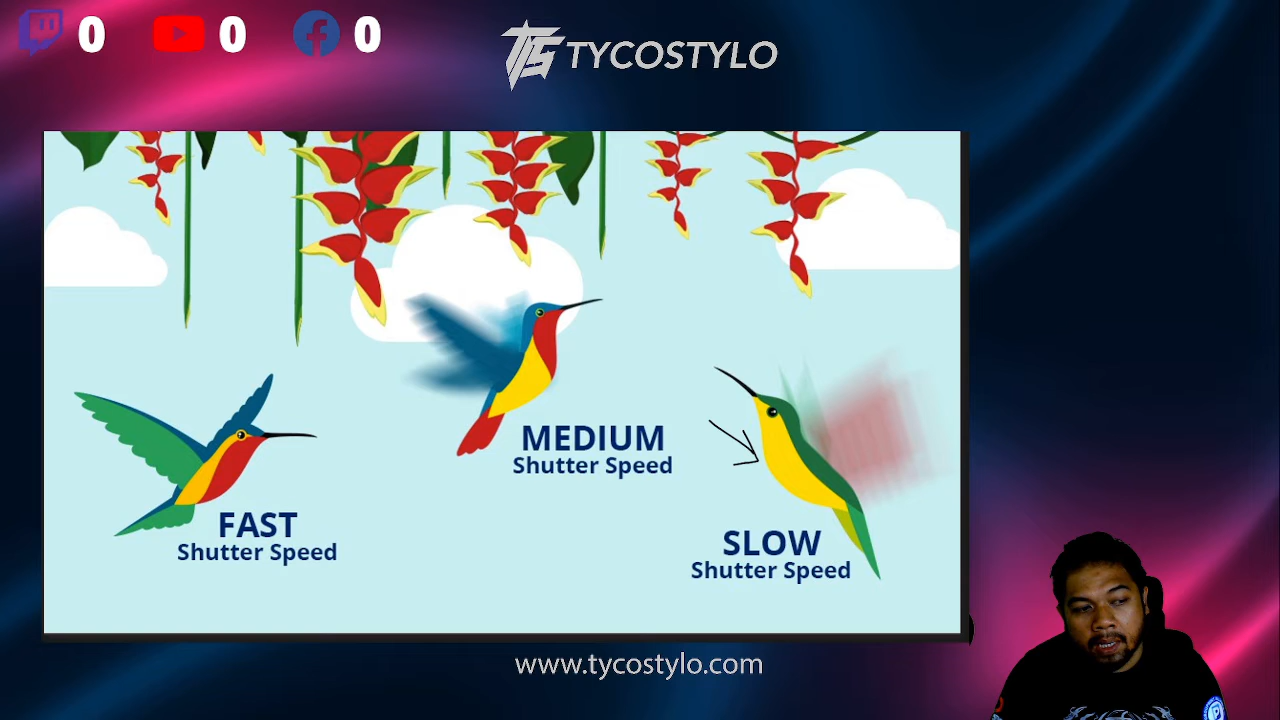 0 0 0
TYCOSTYLO
MEDIUM
Shutter Speed
FAST
Shutter Speed
SLOW
Shutter Speed
www.tycostylo.com